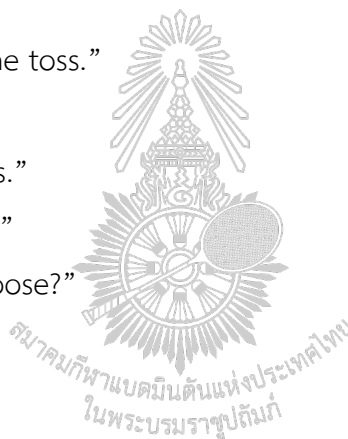 ne toss.”
s.”
”
oose?”
สมาคมกีฬาแบดมินตันแห่งประเทศไทย
ในพระบรมราชูปถัมภ์